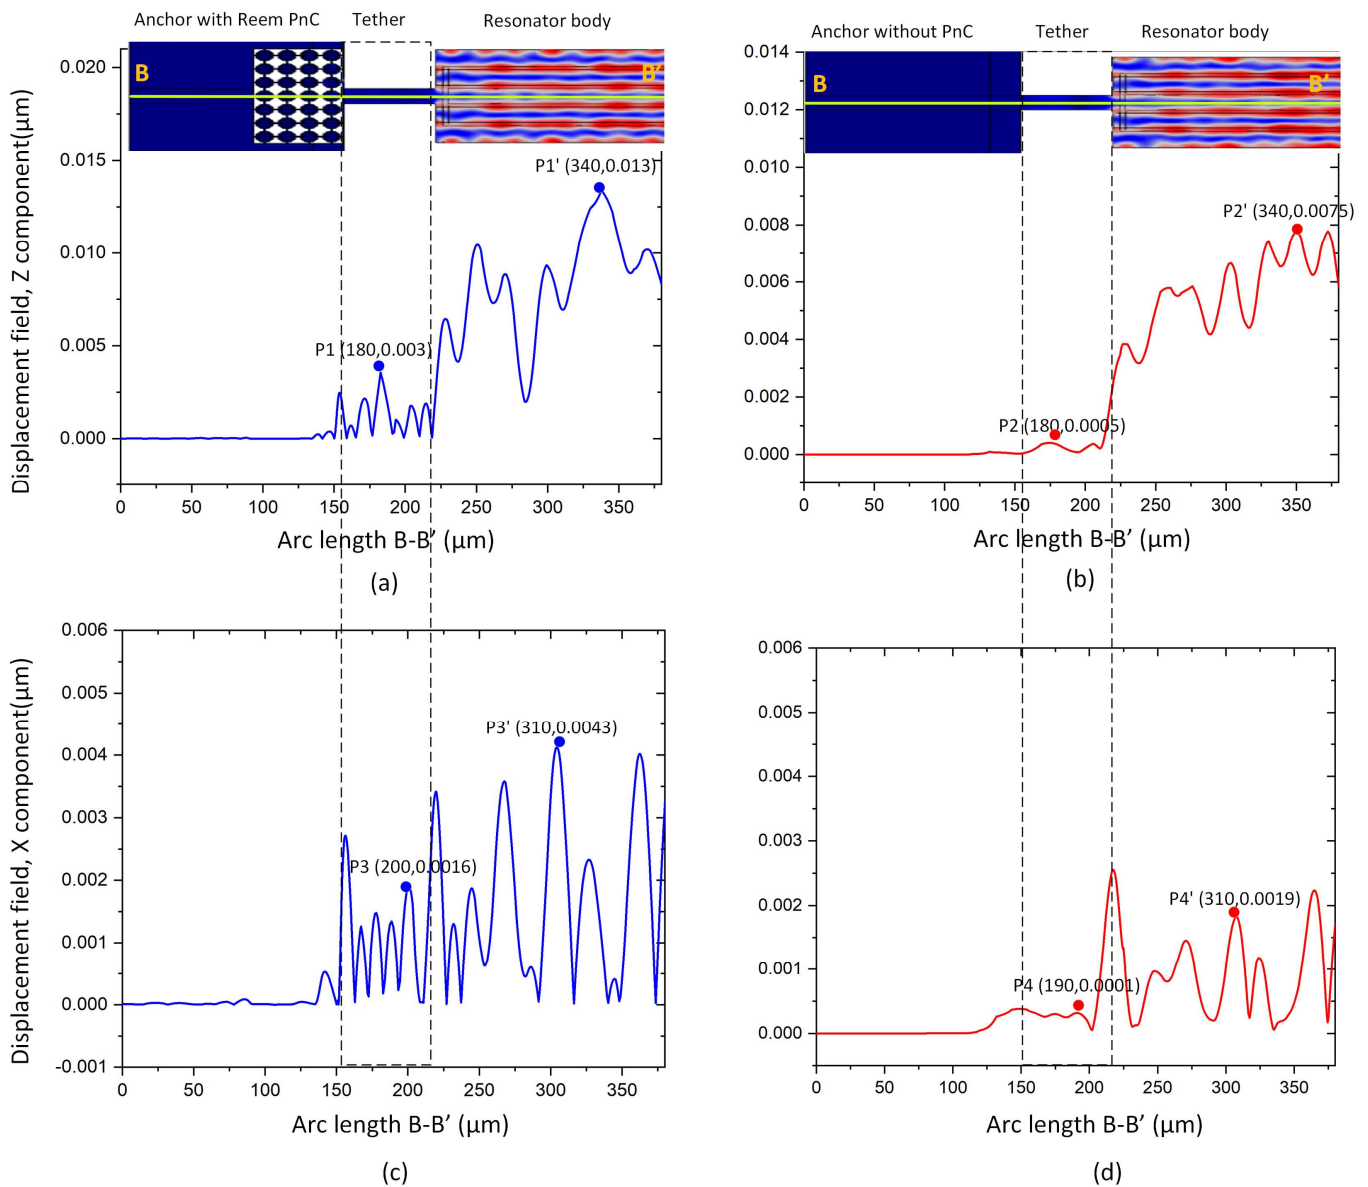 Anchor with Reem PnC Tether Resonator body
B B'
Displacement field, Z component(μm)
0.020
0.015
0.010
0.005
0.000
P1' (340,0.013)
P1 (180,0.003)
0 50 100 150 200 250 300 350
Arc length B-B’ (μm)
(a)
Anchor without PnC Tether Resonator body
B B'
0.014
0.012
0.010
0.008
0.006
0.004
0.002
0.000
P2' (340,0.0075)
P2 (180,0.0005)
0 50 100 150 200 250 300 350
Arc length B-B’ (μm)
(b)
Displacement field, X component(μm)
0.006
0.005
0.004
0.003
0.002
0.001
0.000
-0.001
P3' (310,0.0043)
P3 (200,0.0016)
0 50 100 150 200 250 300 350
Arc length B-B’ (μm)
(c)
0.006
0.005
0.004
0.003
0.002
0.001
0.000
P4' (310,0.0019)
P4 (190,0.0001)
0 50 100 150 200 250 300 350
Arc length B-B’ (μm)
(d)